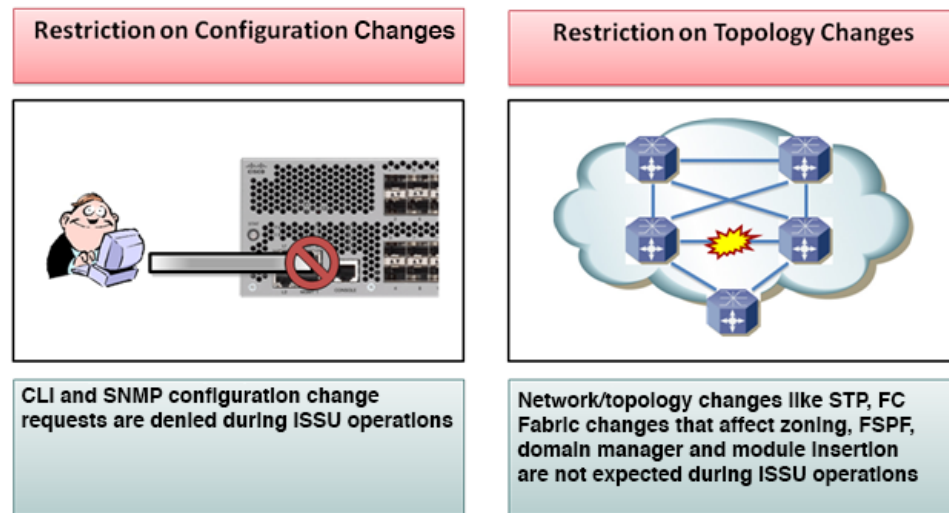 Restriction on Configuration Changes
Restriction on Topology Changes
CISCO
CONSOLE
CLI and SNMP configuration change
requests are denied during ISSU operations
Network/topology changes like STP, FC
Fabric changes that affect zoning, FSPF,
domain manager and module insertion
are not expected during ISSU operations